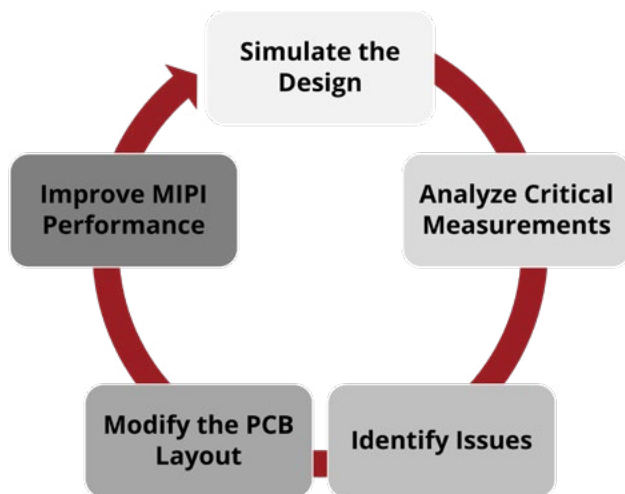 Simulate the
Design
Analyze Critical
Measurements
Identify Issues
Modify the PCB
Layout
Improve MIPI
Performance